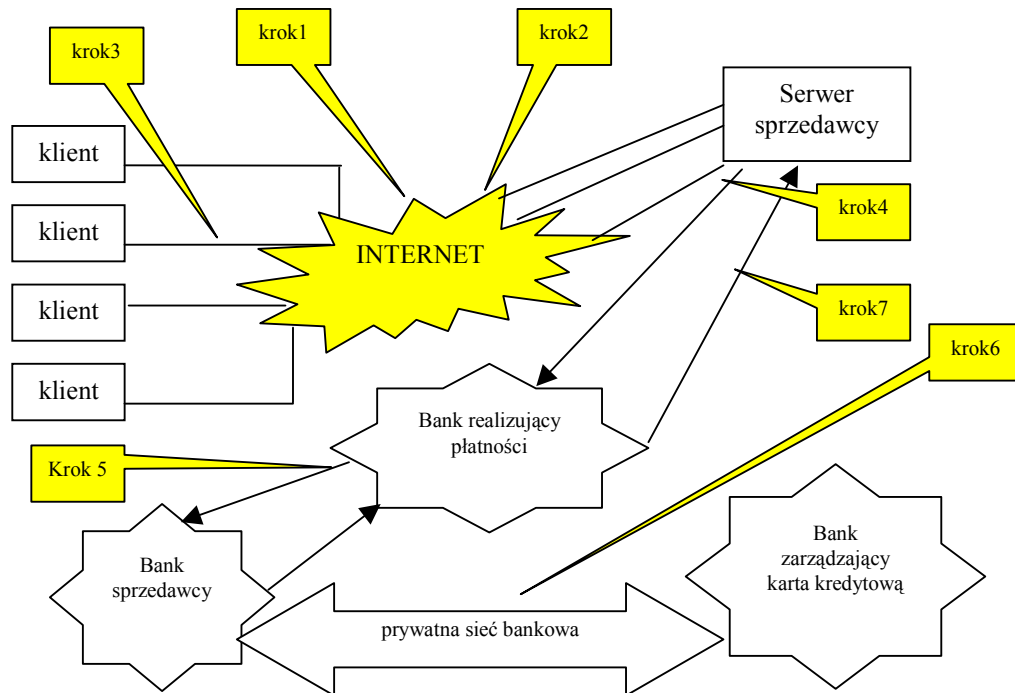 krok1
krok2
krok3
Serwer
sprzedawcy
klient
klient
krok4
INTERNET
klient
krok7
krok6
klient
Bank realizujący
płatności
Krok 5
Bank
sprzedawcy
Bank
zarządzający
karta kredytową
prywatna sieć bankowa